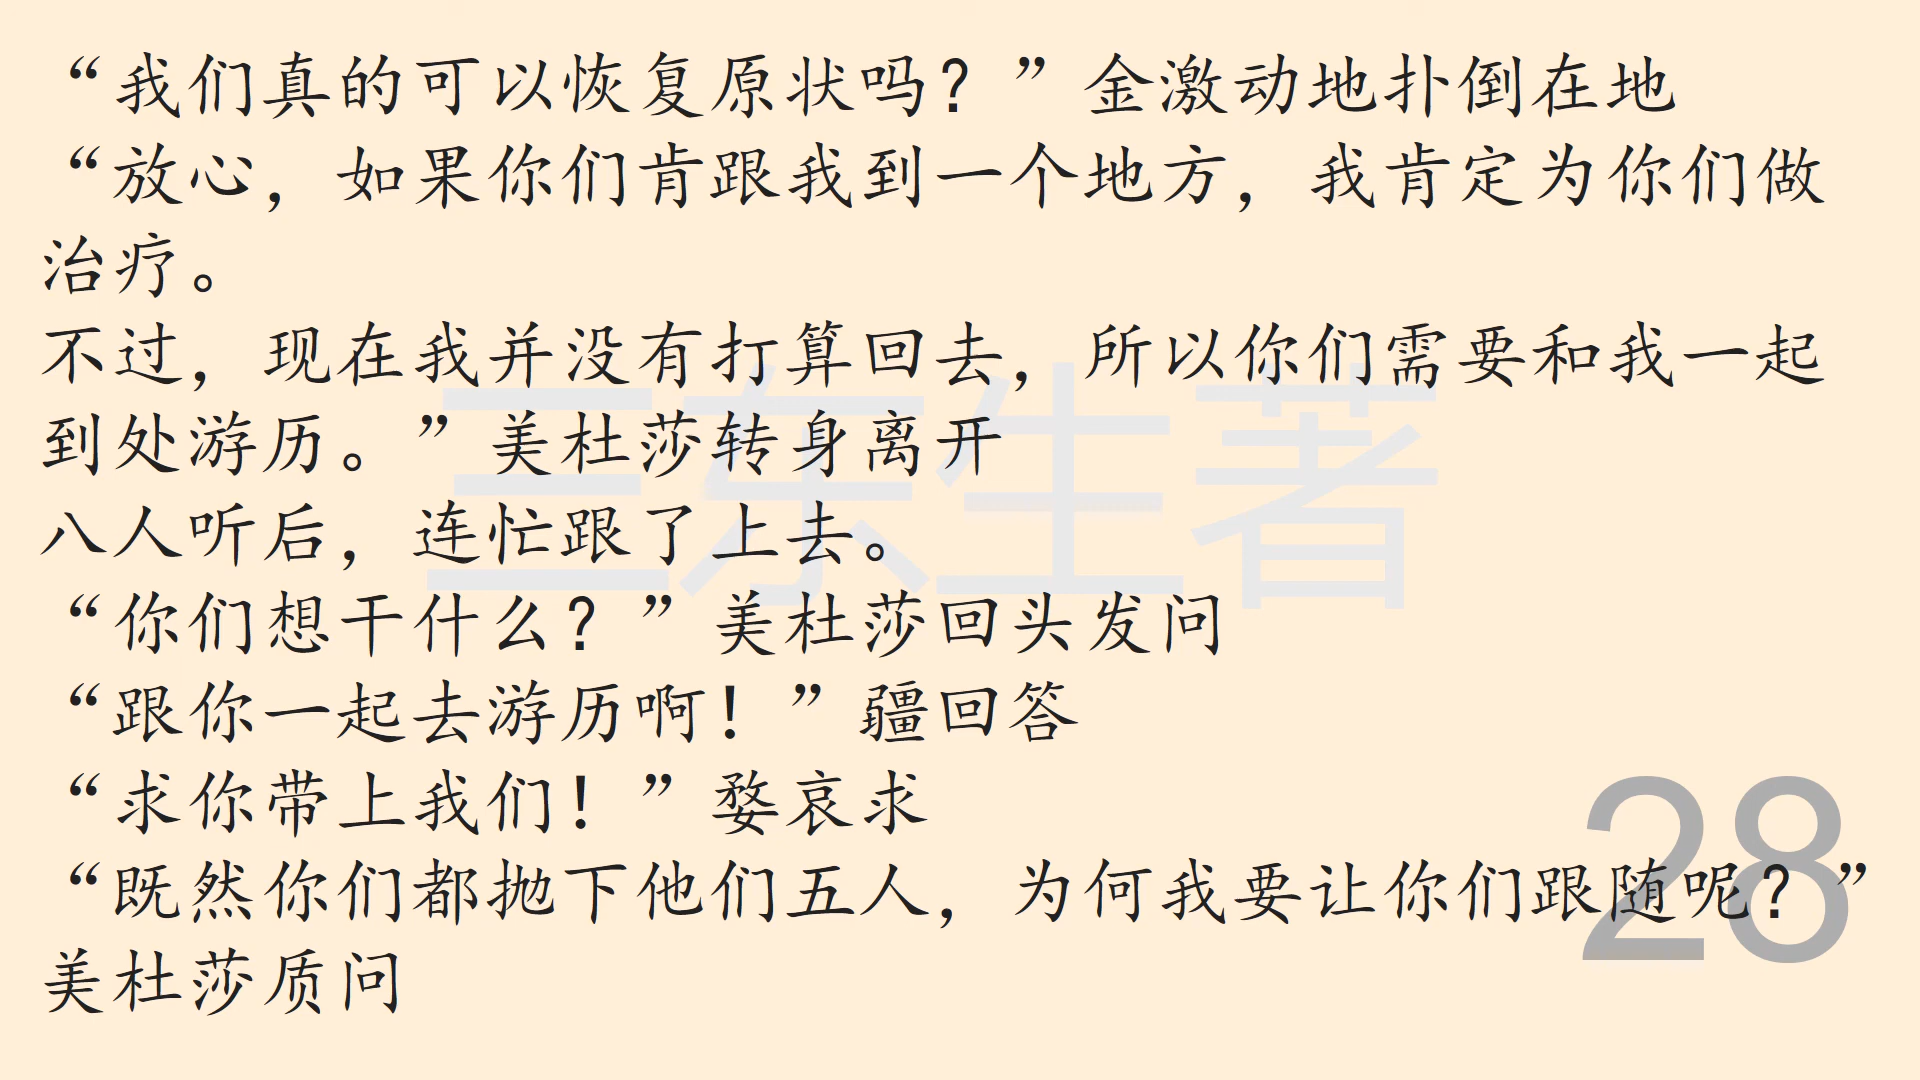 “我们真的可以恢复原状吗？”金激动地扑倒在地
“放心，如果你们肯跟我到一个地方，我肯定为你们做
治疗。
不过，现在我并没有打算回去，所以你们需要和我一起
到处游历。”美杜莎转身离开
八人听后，连忙跟了上去。
“你们想干什么？”美杜莎回头发问
“跟你一起去游历啊！”疆回答
“求你带上我们！”婺哀求
“既然你们都抛下他们五人，为何我要让你们跟随呢？”
美杜莎质问
三东生著
28